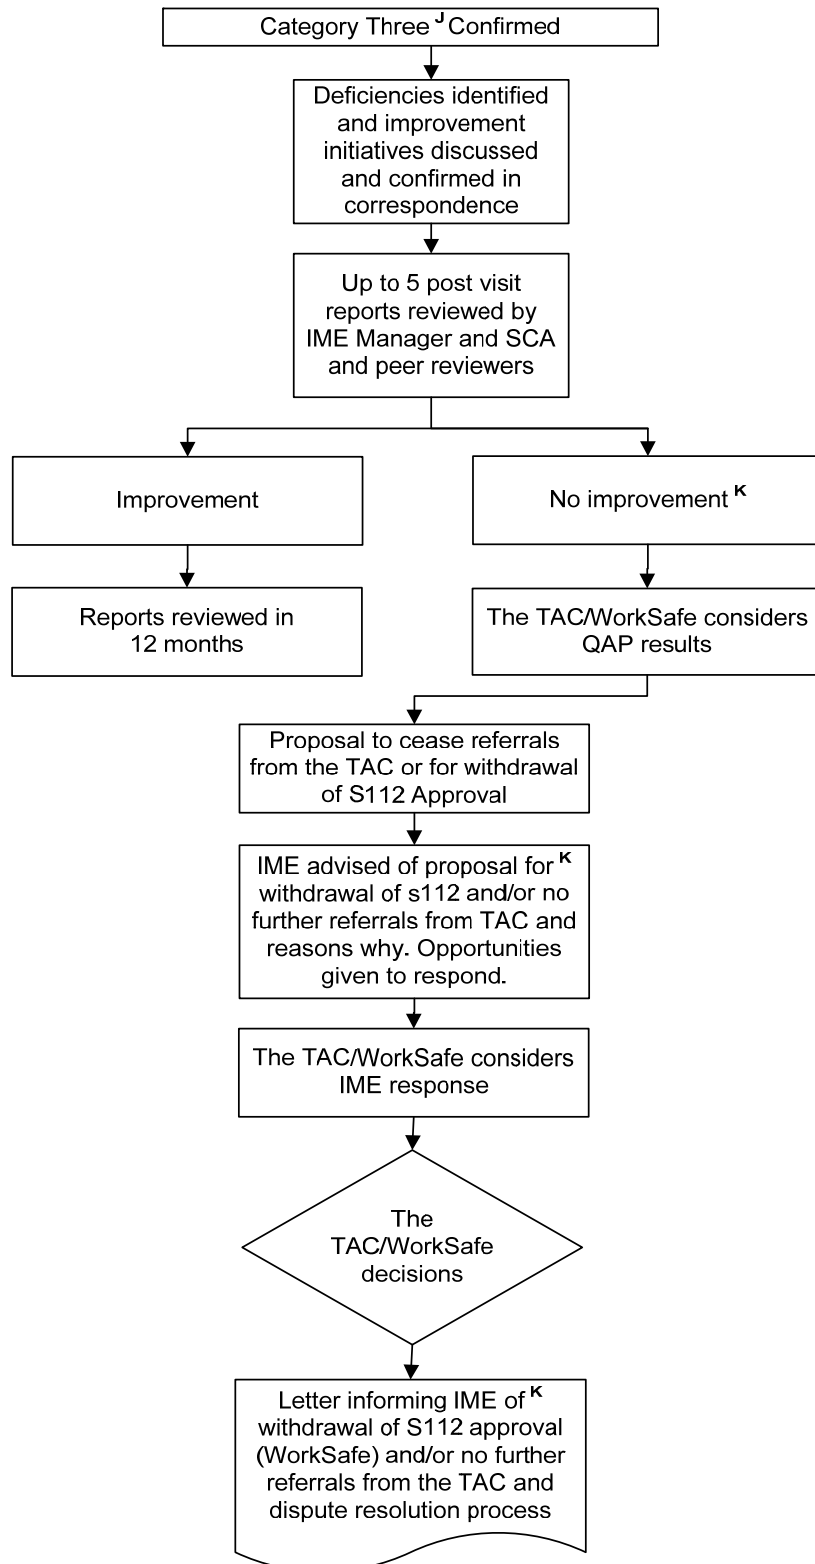 Category Three J Confirmed
Deficiencies identified
and improvement
initiatives discussed
and confirmed in
correspondence
Up to 5 post visit
reports reviewed by
IME Manager and SCA
and peer reviewers
Improvement
No improvement K
Reports reviewed in
12 months
The TAC/WorkSafe considers
QAP results
Proposal to cease referrals
from the TAC or for withdrawal
of S112 Approval
IME advised of proposal for K
withdrawal of s112 and/or no
further referrals from TAC and
reasons why. Opportunities
given to respond.
The TAC/WorkSafe considers
IME response
The
TAC/WorkSafe
decisions
Letter informing IME of K
withdrawal of S112 approval
(WorkSafe) and/or no further
referrals from the TAC and
dispute resolution process